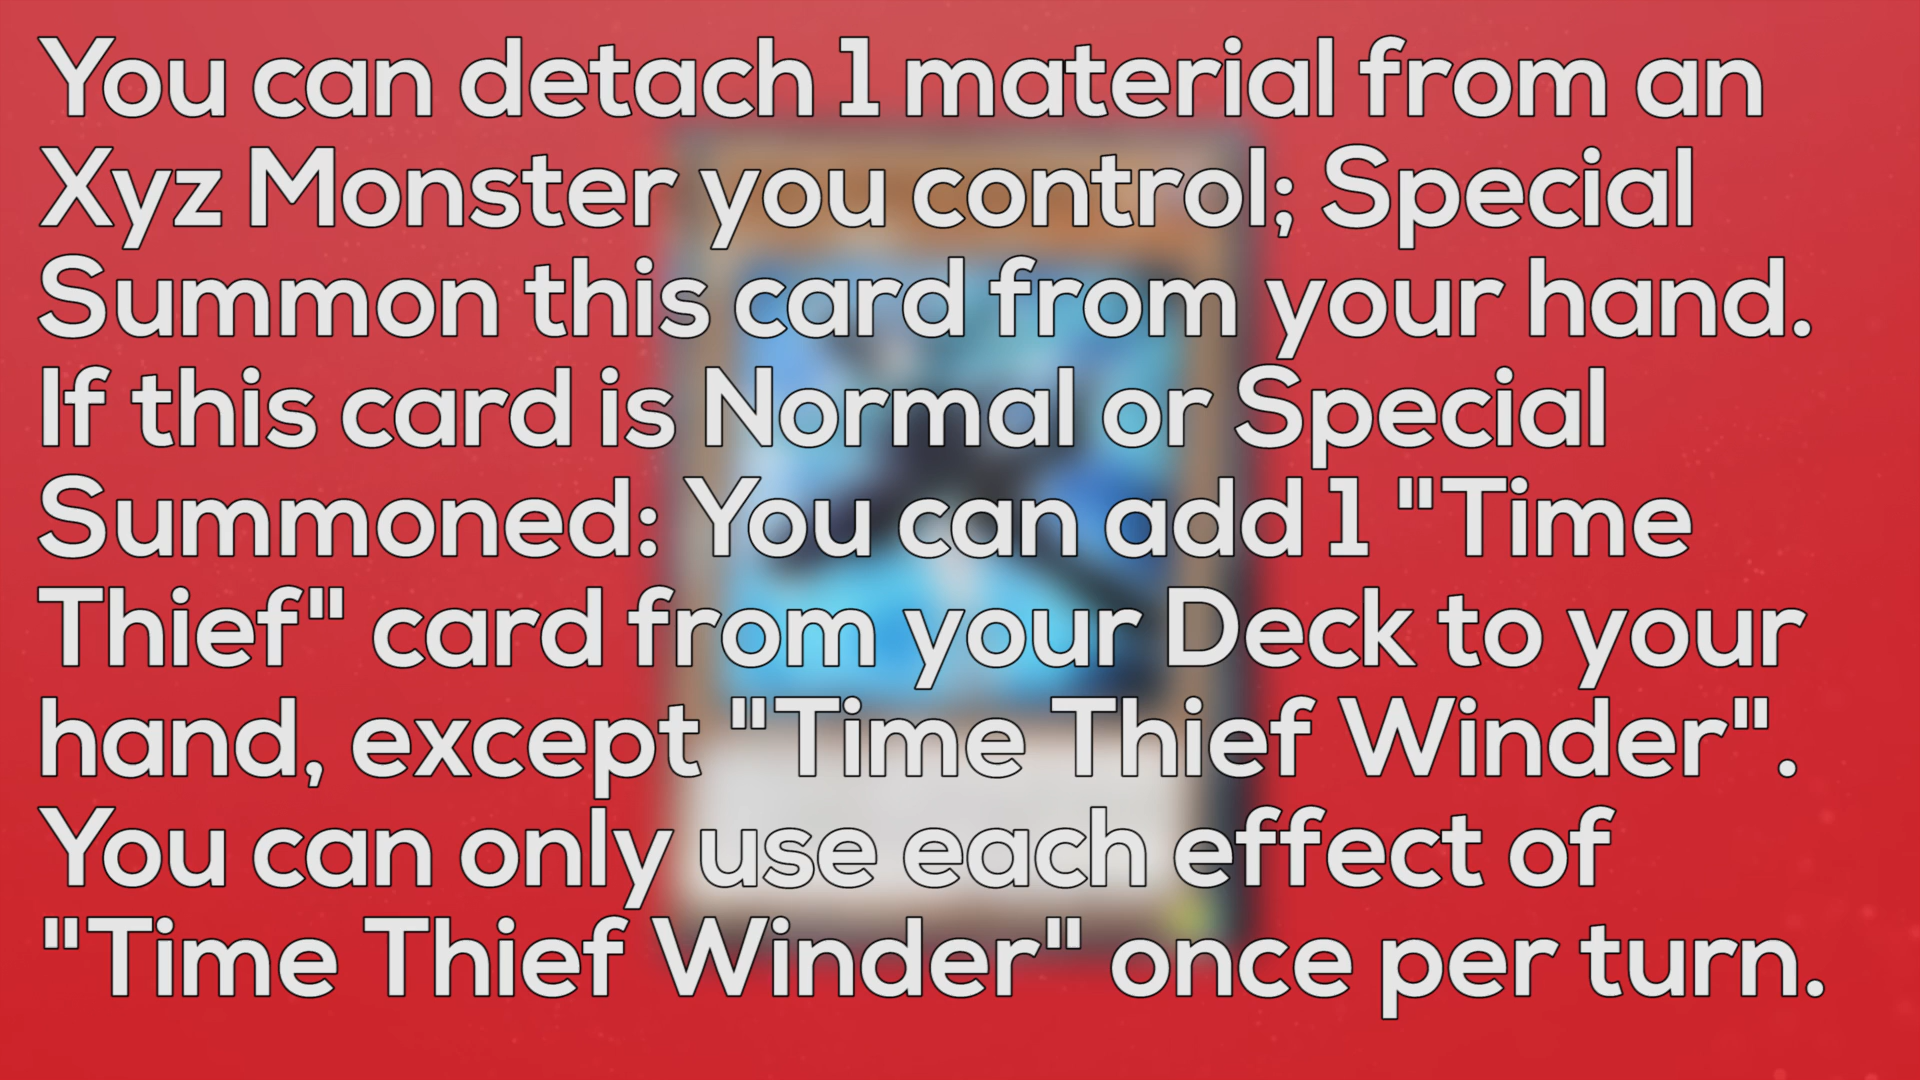 You can detach 1 material from an
Xyz Monster you control; Special
Summon this card from your hand.
If this card is Normal or Special
Summoned: You can add 1 "Time
Thief" card from your Deck to your
hand, except "Time Thief Winder".
You can only use each effect of
"Time Thief Winder" once per turn.